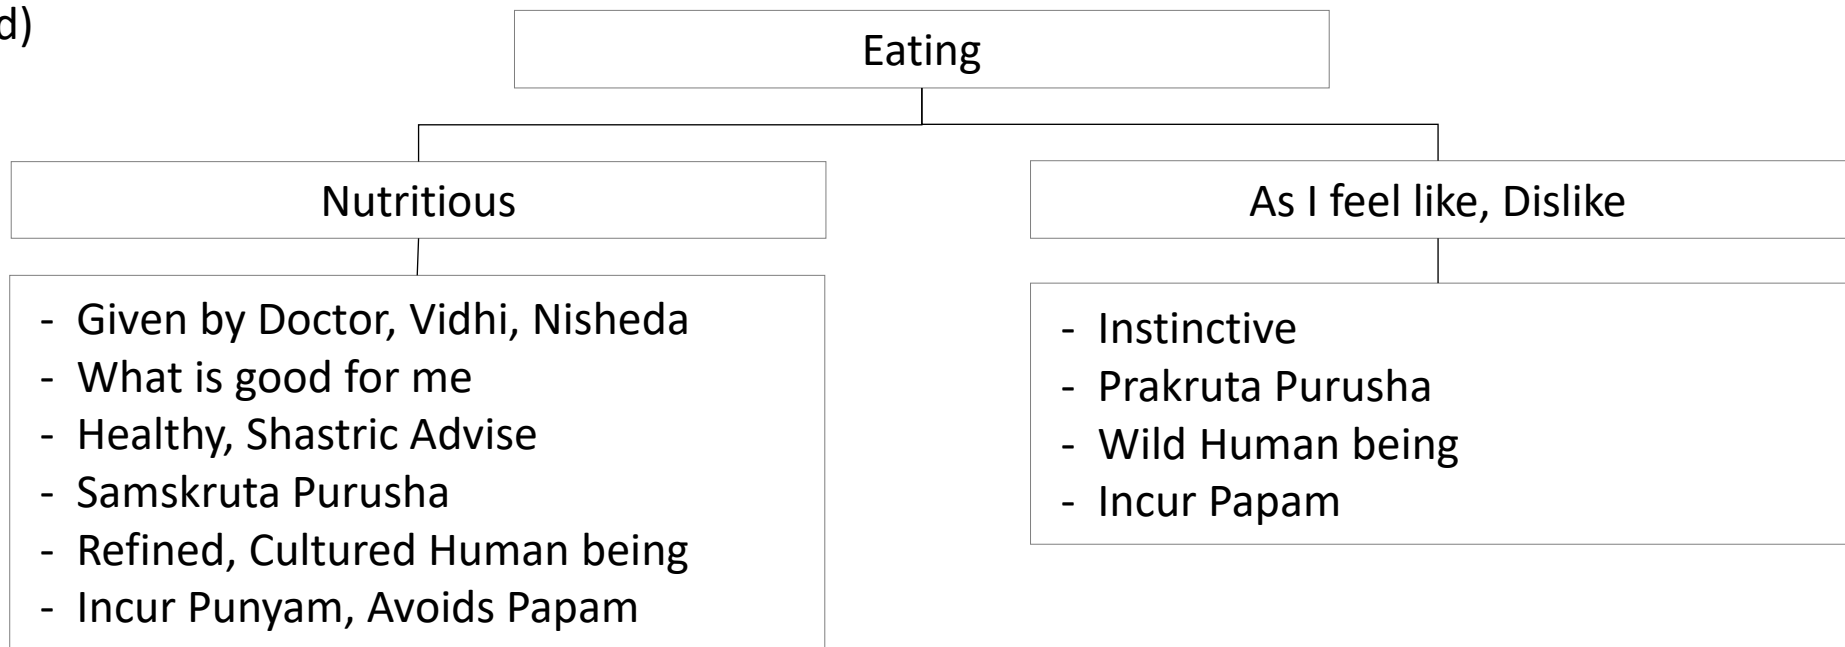 d)
Eating
Nutritious
As I feel like, Dislike
- Given by Doctor, Vidhi, Nisheda
- What is good for me
- Healthy, Shastric Advise
- Samskruta Purusha
- Refined, Cultured Human being
- Incur Punyam, Avoids Papam
- Instinctive
- Prakruta Purusha
- Wild Human being
- Incur Papam